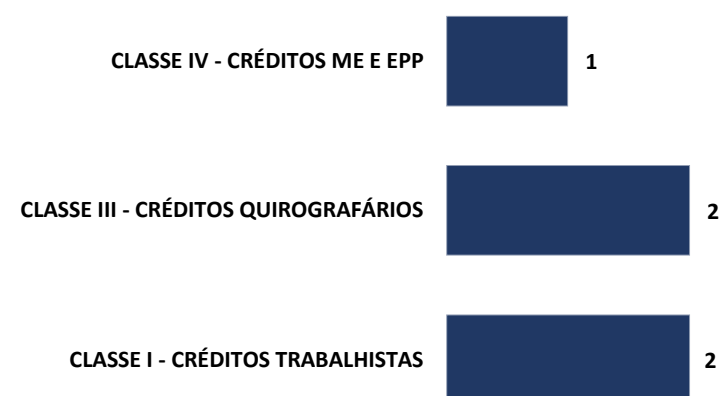 CLASSE IV - CRÉDITOS ME E EPP 1
CLASSE III - CRÉDITOS QUIROGRAFÁRIOS 2
CLASSE I - CRÉDITOS TRABALHISTAS 2